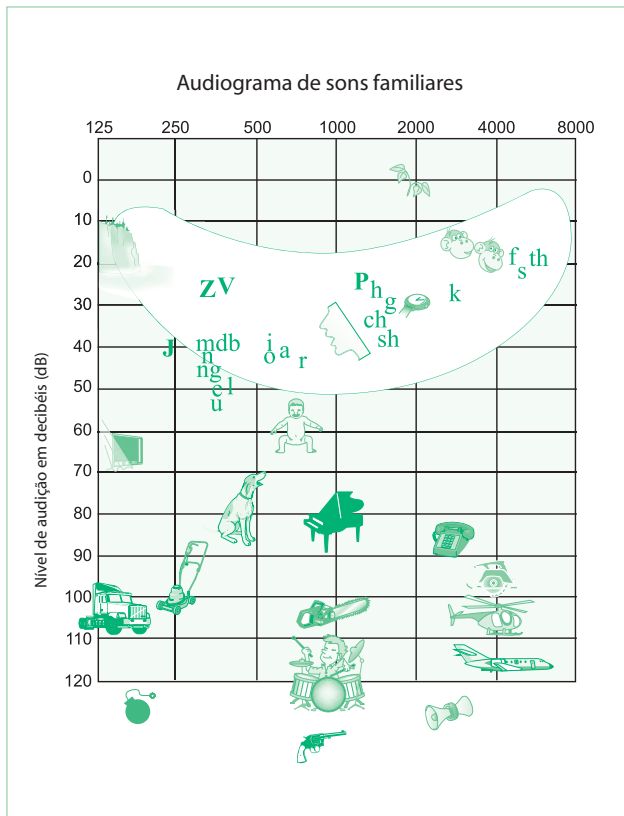 Audiograma de sons familiares
125 250 500 1000 2000 4000 8000
Nível de audição em decibéis (dB)
0
10
20
30
40
50
60
70
80
90
100
110
120
z v
j
mdb
n
ng
e l
u
i
o a
r
P
h
g
ch
sh
k
f
s
th